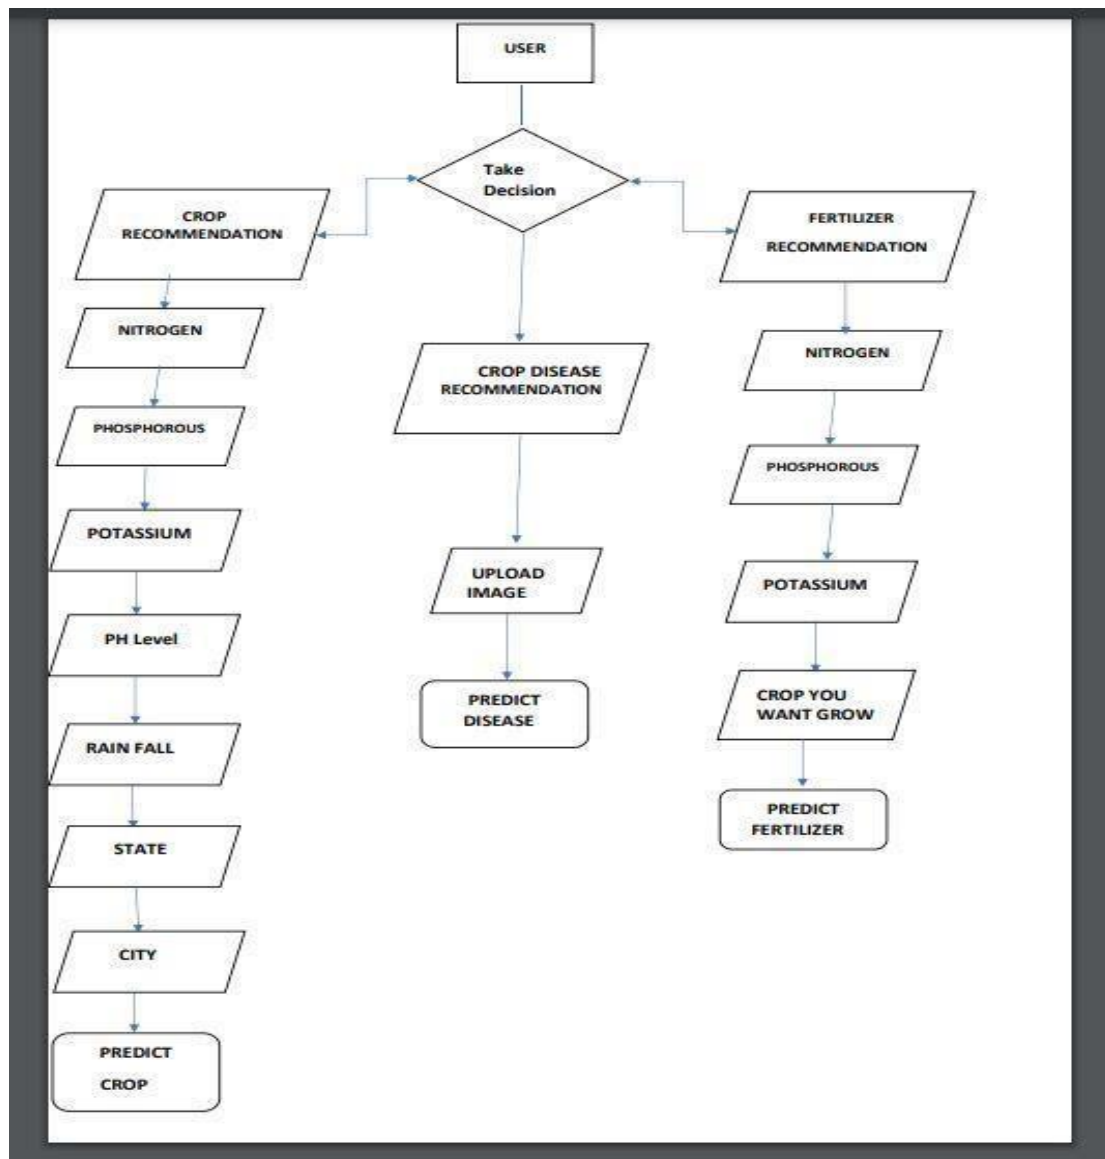 USER
Take
Decision
CROP
RECOMMENDATION
NITROGEN
PHOSPHOROUS
POTASSIUM
PH Level
RAIN FALL
STATE
CITY
PREDICT
CROP
CROP DISEASE
RECOMMENDATION
UPLOAD
IMAGE
PREDICT
DISEASE
FERTILIZER
RECOMMENDATION
NITROGEN
PHOSPHOROUS
POTASSIUM
CROP YOU
WANT GROW
PREDICT
FERTILIZER